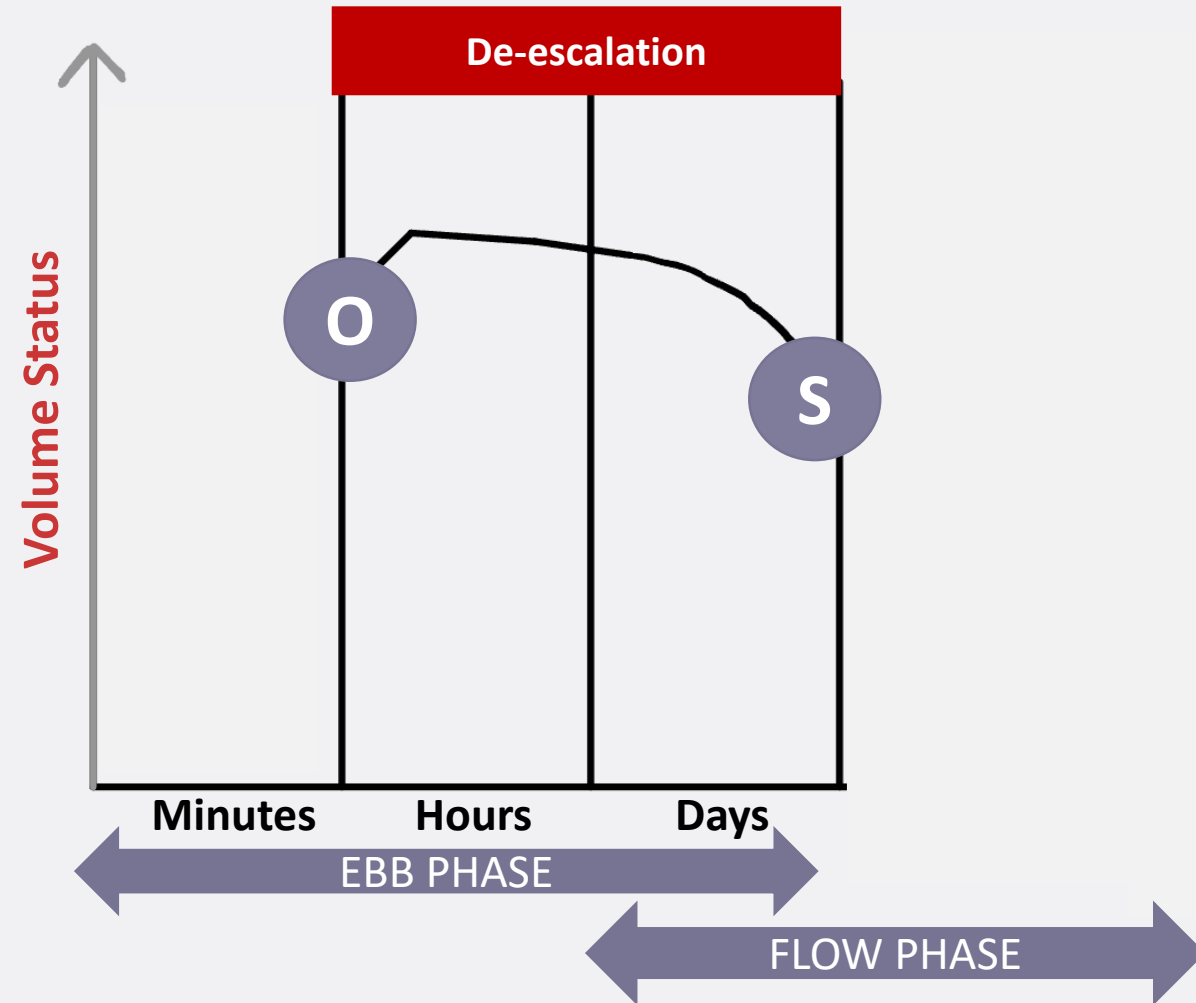 De-escalation
Volume Status
O
S
Minutes Hours Days
EBB PHASE
FLOW PHASE